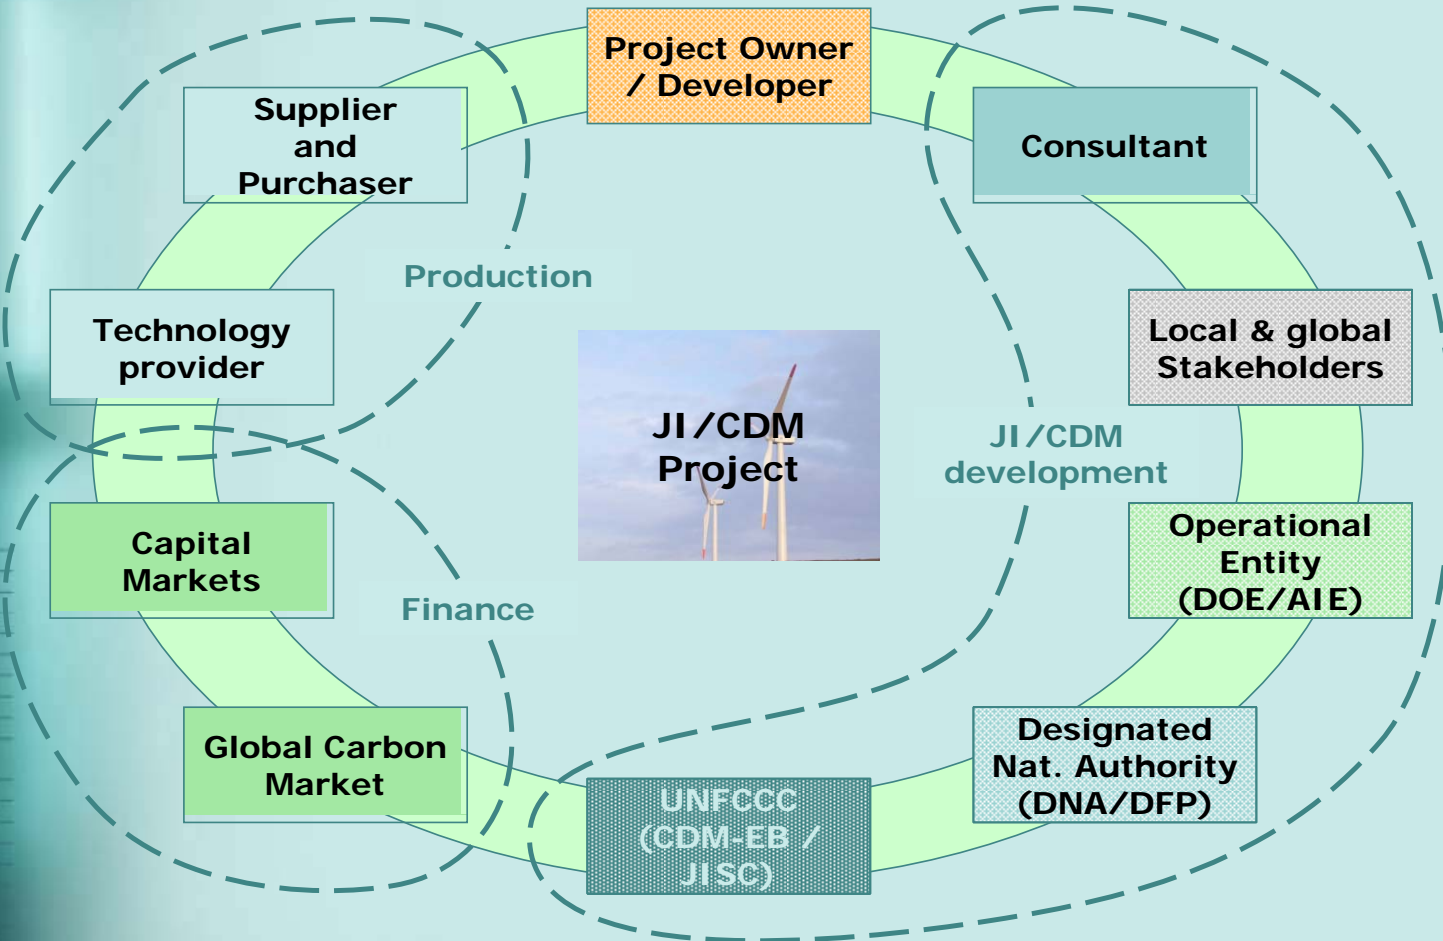 Project Owner
/ Developer
Supplier
and
Purchaser
Consultant
Production
Technology
provider
Local & global
Stakeholders
JI/CDM
Project
JI/CDM
development
Capital
Markets
Operational
Entity
(DOE/AIE)
Finance
Global Carbon
Market
Designated
Nat. Authority
(DNA/DFP)
UNFCCC
(CDM-EB /
JISC)